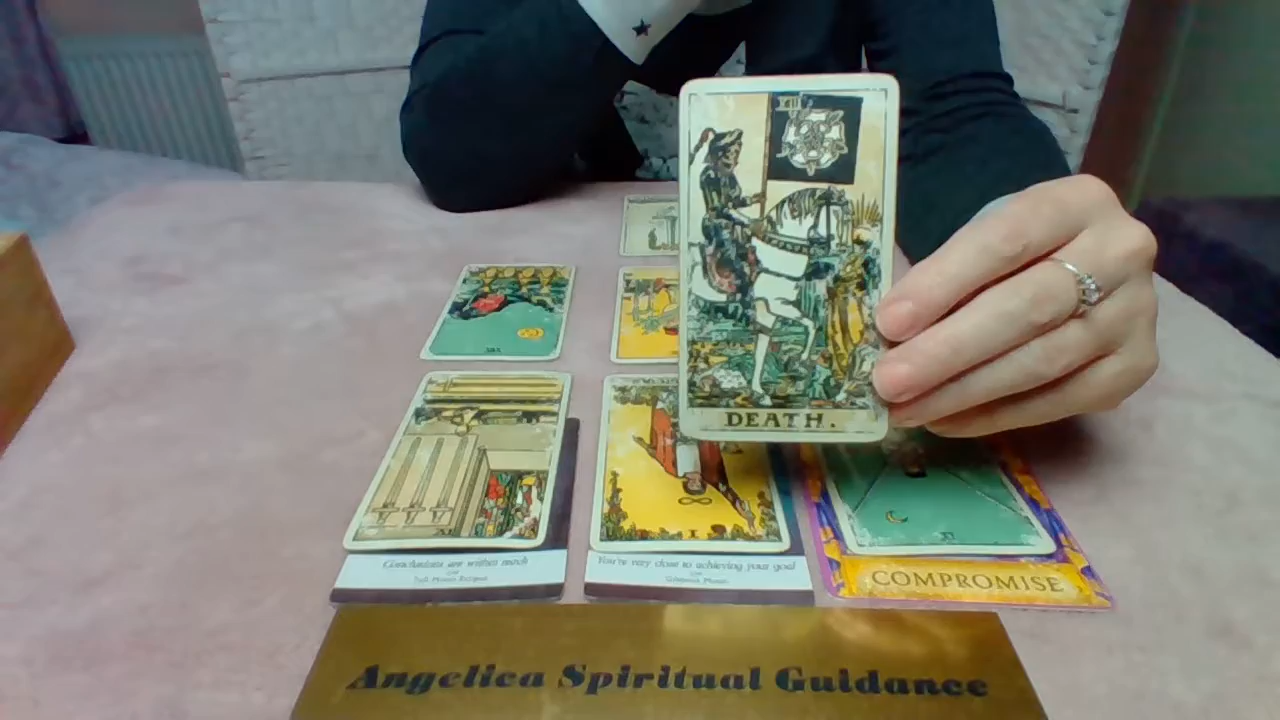 XIII
DEATH.
I
Conclusions are within reach
Full Moon Eclipse
You're very close to achieving your goal
Gibbous Moon
COMPROMISE
Angelica Spiritual Guidance